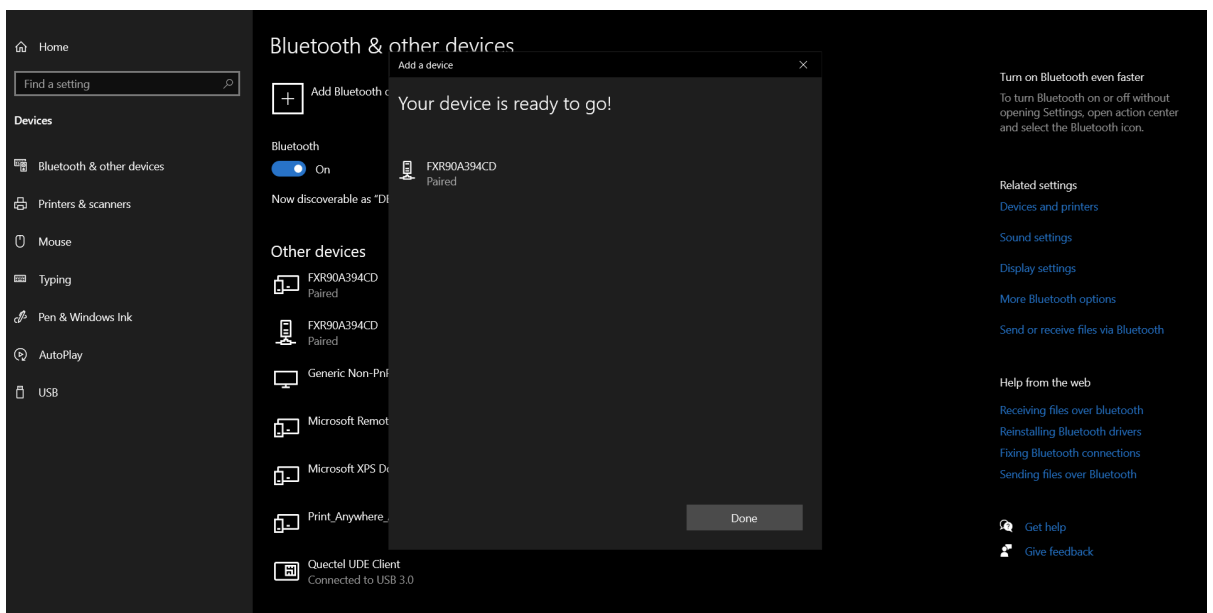 Home
Find a setting
Devices
Bluetooth & other devices
Printers & scanners
Mouse
Typing
Pen & Windows Ink
AutoPlay
USB
Bluetooth & other devices
Add Bluetooth
Bluetooth
On
Now discoverable as "
Other devices
FXR90A394CD
Paired
FXR90A394CD
Paired
Generic
Microsoft
Microsoft XPS
Print_Anywhere_
Quectel UDE Client
Connected to USB 3.0
Add a device
Your device is ready to go!
FXR90A394CD
Paired
Done
Turn on Bluetooth even faster
To turn Bluetooth on or off without
opening Settings, open action center
and select the Bluetooth icon.
Related settings
Devices and printers
Sound settings
Display settings
More Bluetooth options
Send or receive files via Bluetooth
Help from the web
Receiving files over bluetooth
Reinstalling Bluetooth drivers
Fixing Bluetooth connections
Sending files over Bluetooth
Get help
Give feedback